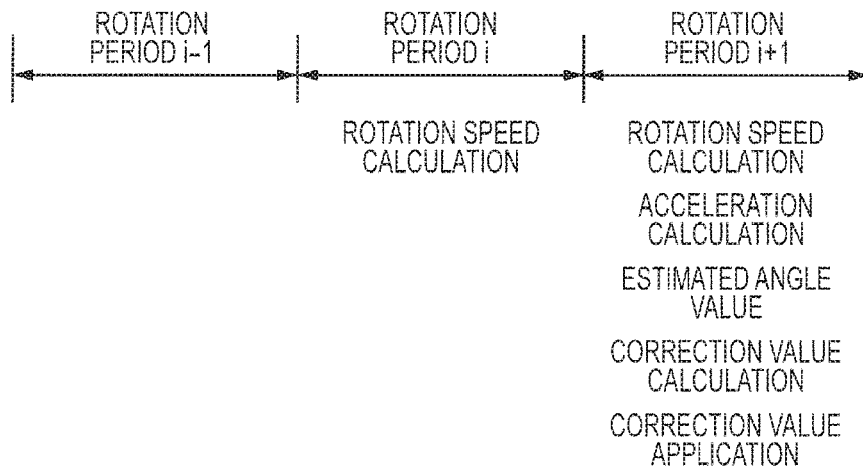 ROTATION
PERIOD i–1
ROTATION
PERIOD i
ROTATION
PERIOD i+1
ROTATION SPEED
CALCULATION
ROTATION SPEED
CALCULATION
ACCELERATION
CALCULATION
ESTIMATED ANGLE
VALUE
CORRECTION VALUE
CALCULATION
CORRECTION VALUE
APPLICATION